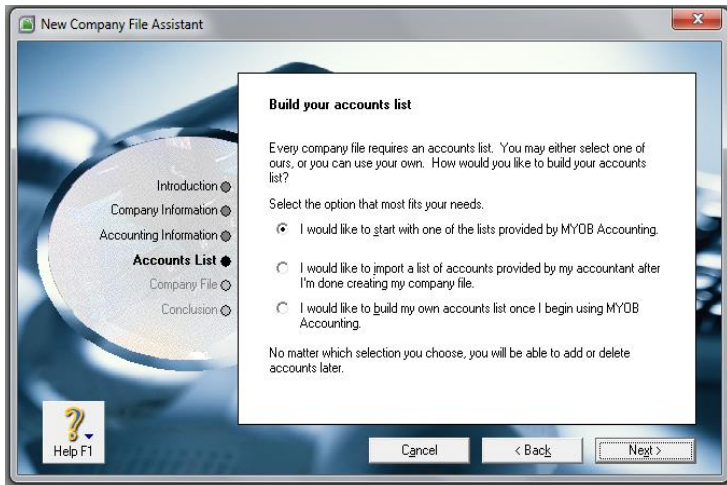 New Company File Assistant
Build your accounts list
Every company file requires an accounts list. You may either select one of
ours, or you can use your own. How would you like to build your accounts
list?
Select the option that most fits your needs.
I would like to start with one of the lists provided by MYOB Accounting.
I would like to import a list of accounts provided by my accountant after
I'm done creating my company file.
I would like to build my own accounts list once I begin using MYOB
Accounting.
No matter which selection you choose, you will be able to add or delete
accounts later.
Introduction
Company Information
Accounting Information
Accounts List
Company File
Conclusion
Help F1
Cancel
< Back
Next >